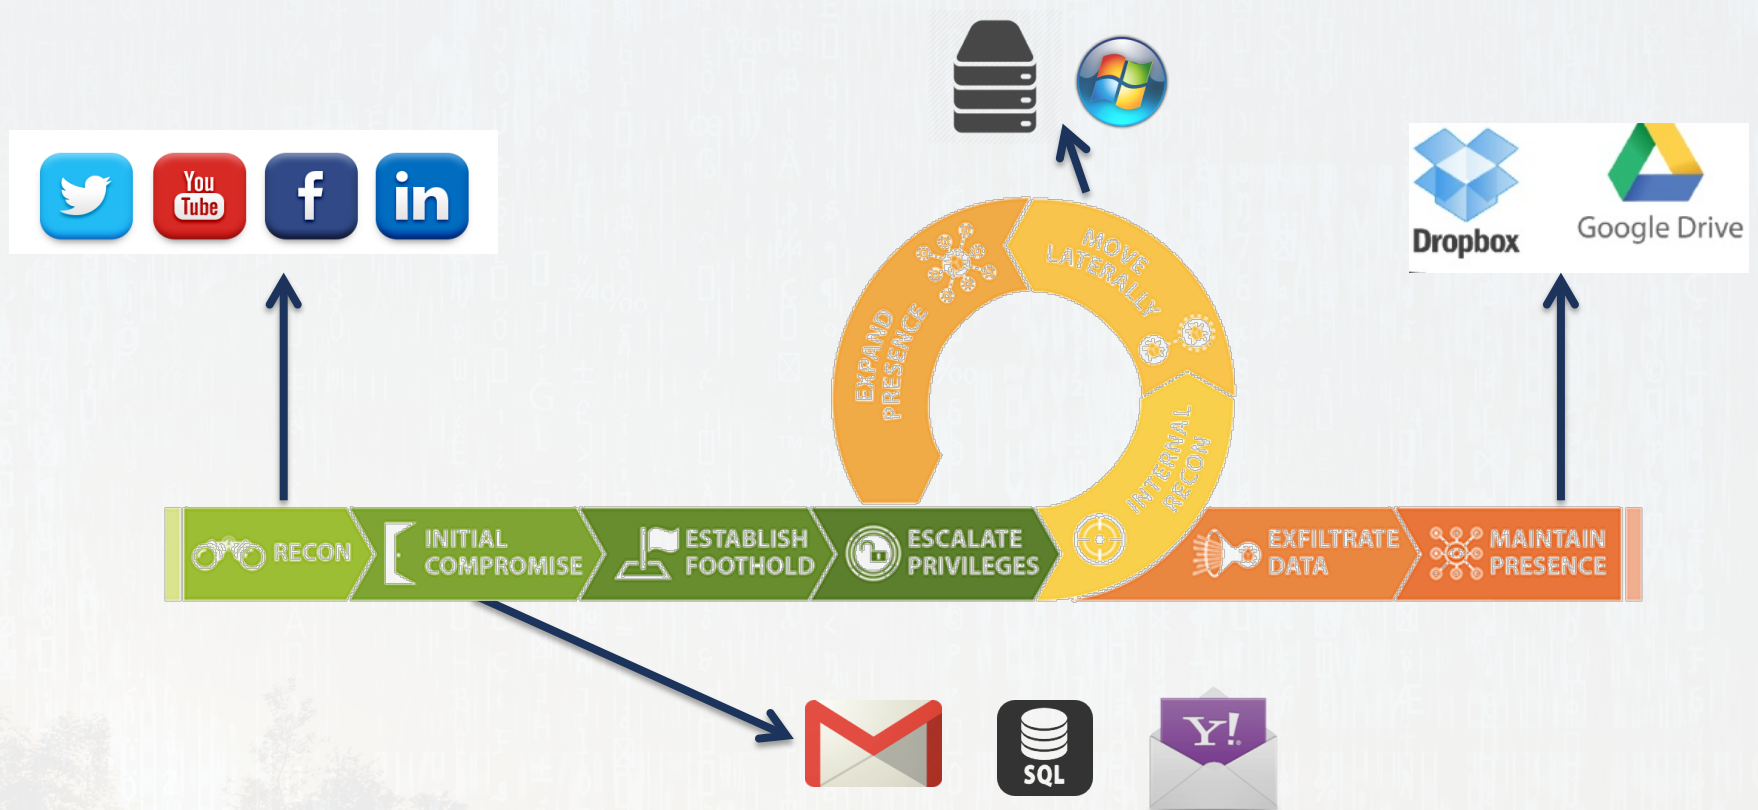 You
Tube
f
in
Dropbox
Google Drive
MOVE
LATERALLY
EXPAND
PRESENCE
INTERNAL
RECON
RECON
INITIAL
COMPROMISE
ESTABLISH
FOOTHOLD
ESCALATE
PRIVILEGES
EXFILTRATE
DATA
MAINTAIN
PRESENCE
SQL
Y!